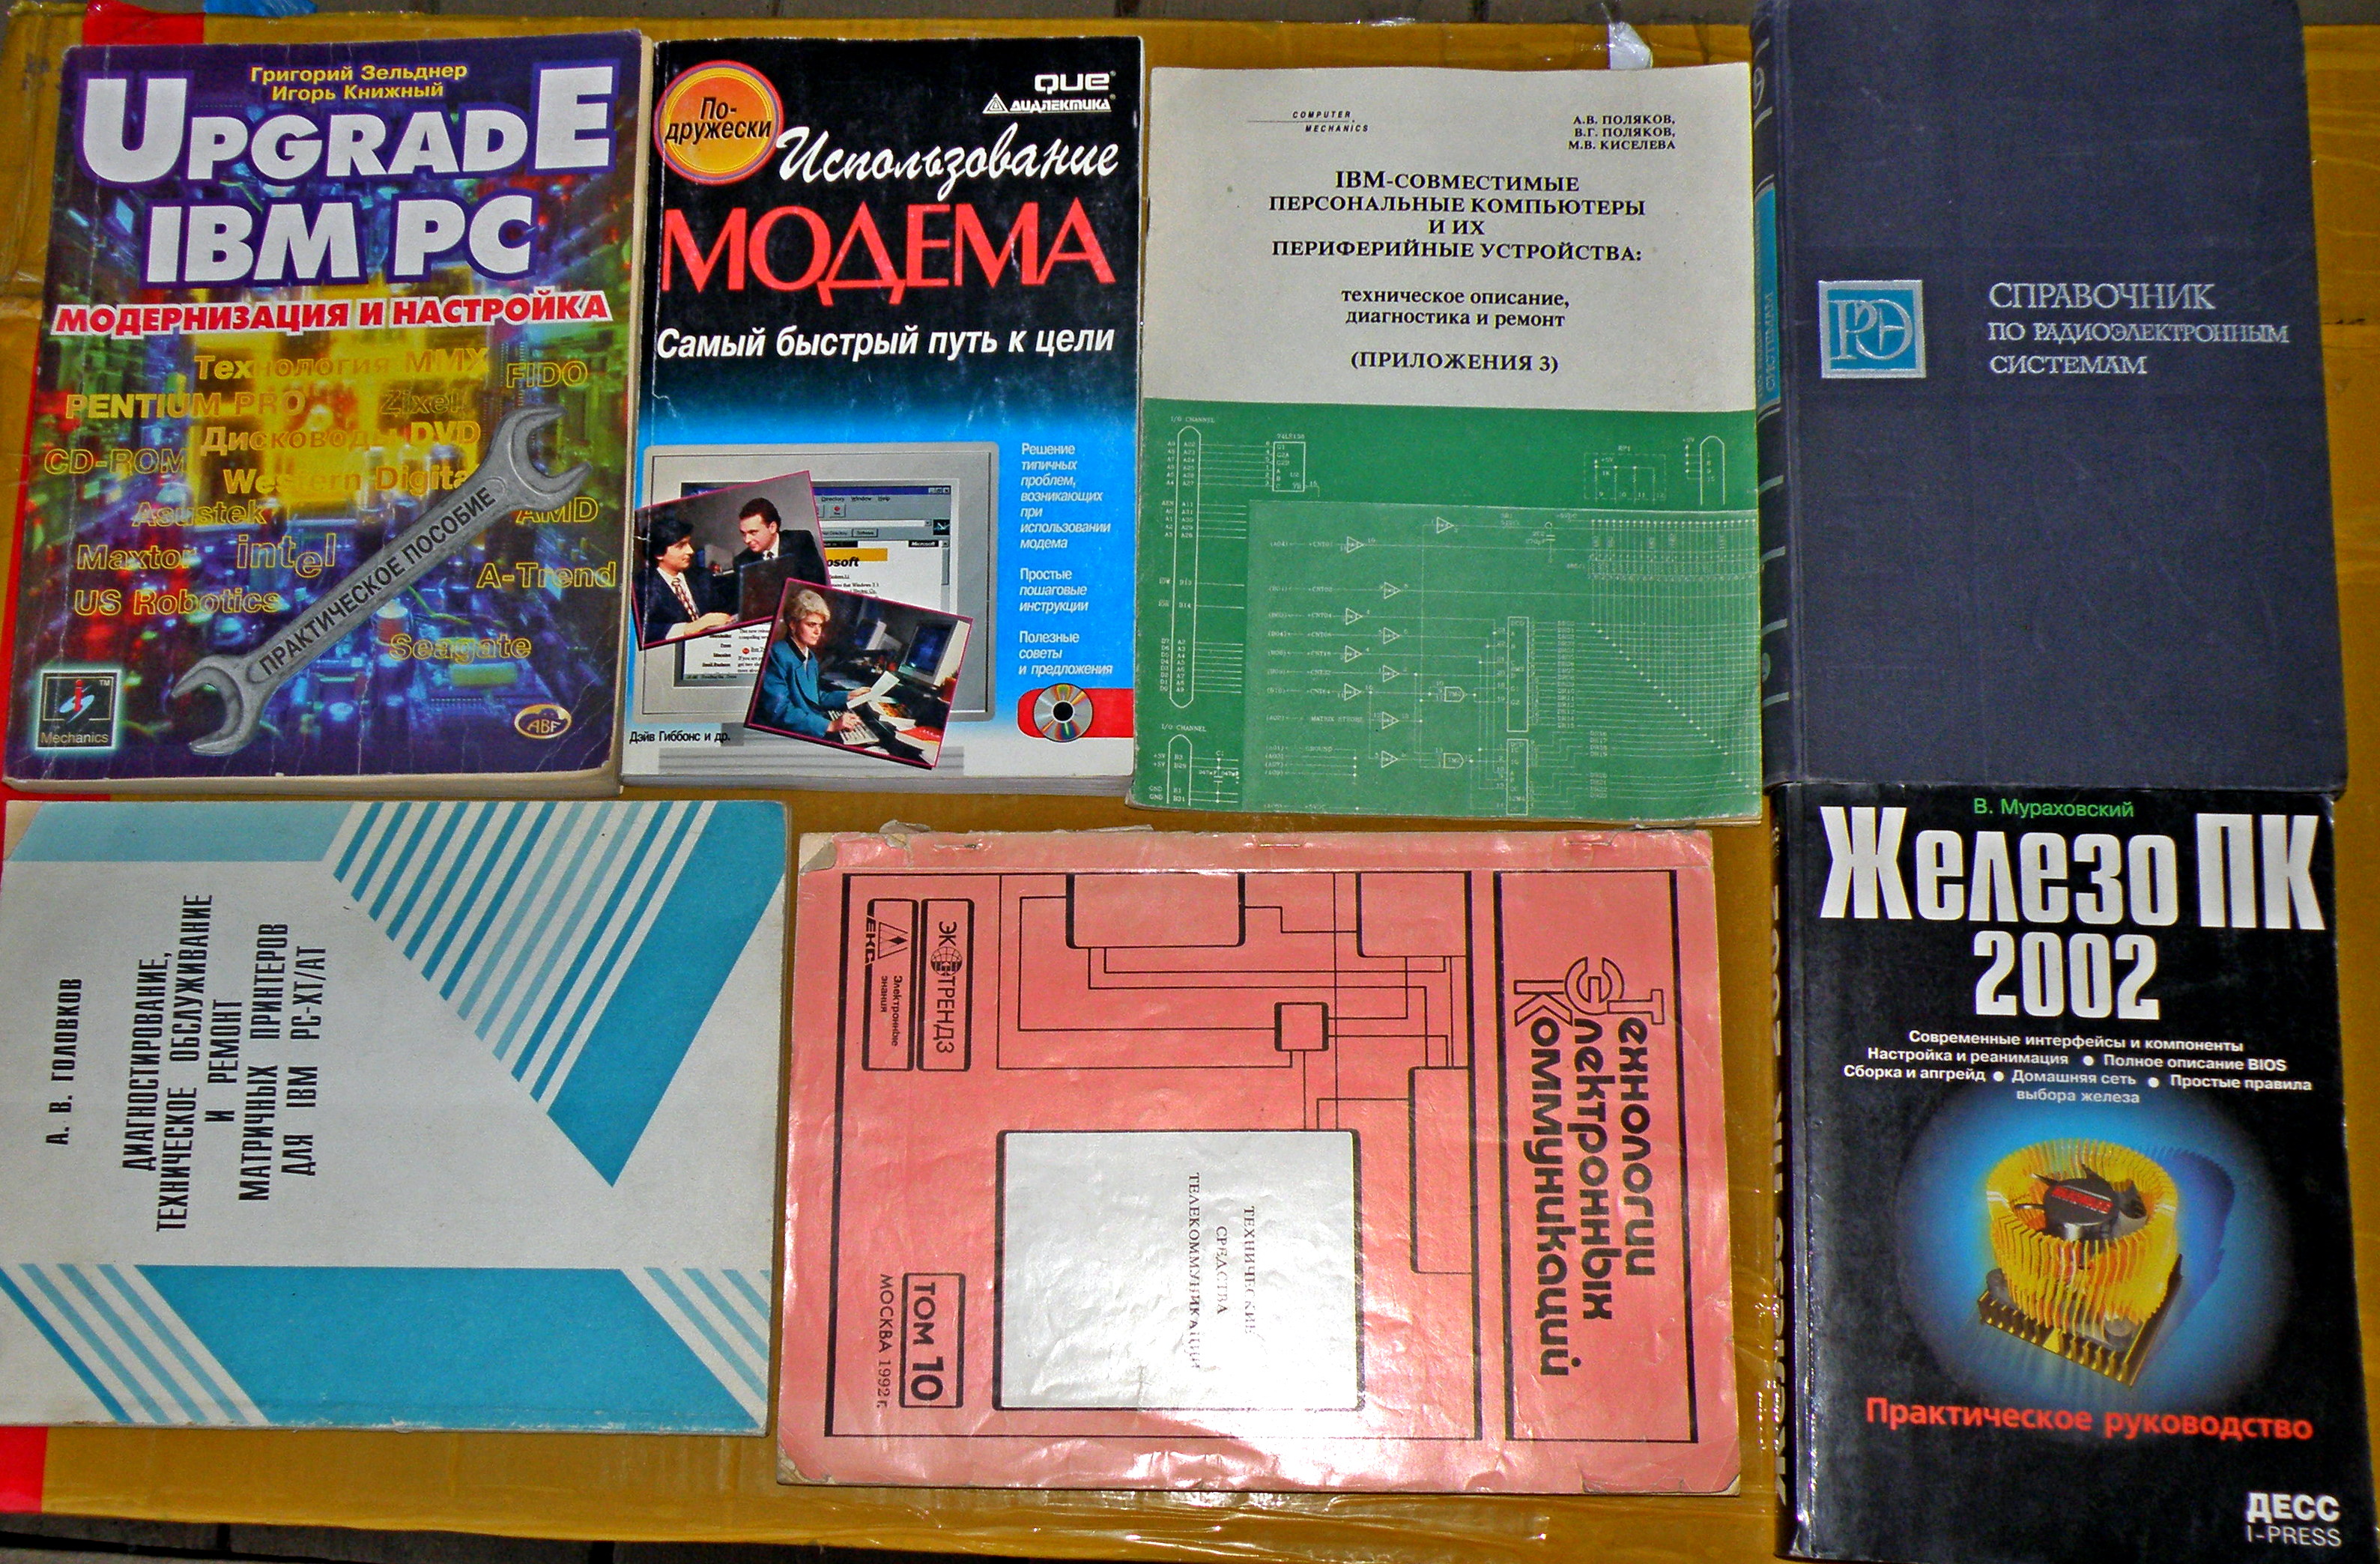 Григорий Зельднер
Игорь Книжный
UPGRADE
IBM PC
МОДЕРНИЗАЦИЯ И НАСТРОЙКА
Технология MMX
FIDO
PENTIUM PRO
Zixel
Дисководы DVD
CD-ROM
Western Digital
Asustek
AMD
Maxtor
intel
A-Trend
US Robotics
Seagate
ПРАКТИЧЕСКОЕ ПОСОБИЕ
Mechanics
ABF
По-
дружески
QUE
ДИАЛЕКТИКА
Использование
МОДЕМА
Самый быстрый путь к цели
Решение
типичных
проблем,
возникающих
при
использовании
модема
Простые
пошаговые
инструкции
Полезные
советы
и предложения
Дэйв Гиббонс и др.
COMPUTER
MECHANICS
А.В. ПОЛЯКОВ,
В.Г. ПОЛЯКОВ,
М.В. КИСЕЛЕВА
IBM-СОВМЕСТИМЫЕ
ПЕРСОНАЛЬНЫЕ КОМПЬЮТЕРЫ
И ИХ
ПЕРИФЕРИЙНЫЕ УСТРОЙСТВА:
техническое описание,
диагностика и ремонт
(ПРИЛОЖЕНИЯ 3)
I/O CHANNEL
I/O CHANNEL
РЭ
СПРАВОЧНИК
ПО РАДИОЭЛЕКТРОННЫМ
СИСТЕМАМ
А. В. ГОЛОВКОВ
ДИАГНОСТИРОВАНИЕ,
ТЕХНИЧЕСКОЕ ОБСЛУЖИВАНИЕ
И РЕМОНТ
МАТРИЧНЫХ ПРИНТЕРОВ
ДЛЯ IBM PC-XT/AT
Технологии
Электронных
Коммуникаций
ТЕХНИЧЕСКИЕ
СРЕДСТВА
ТЕЛЕКОММУНИКАЦИИ
ЭКОТРЕНДЗ
ЕКС
Электронные
знания
ТОМ 10
МОСКВА 1992 г.
В. Мураховский
Железо ПК
2002
Современные интерфейсы и компоненты
Настройка и реанимация ● Полное описание BIOS
Сборка и апгрейд ● Домашняя сеть ● Простые правила
выбора железа
Практическое руководство
ДЕСС
I-PRESS